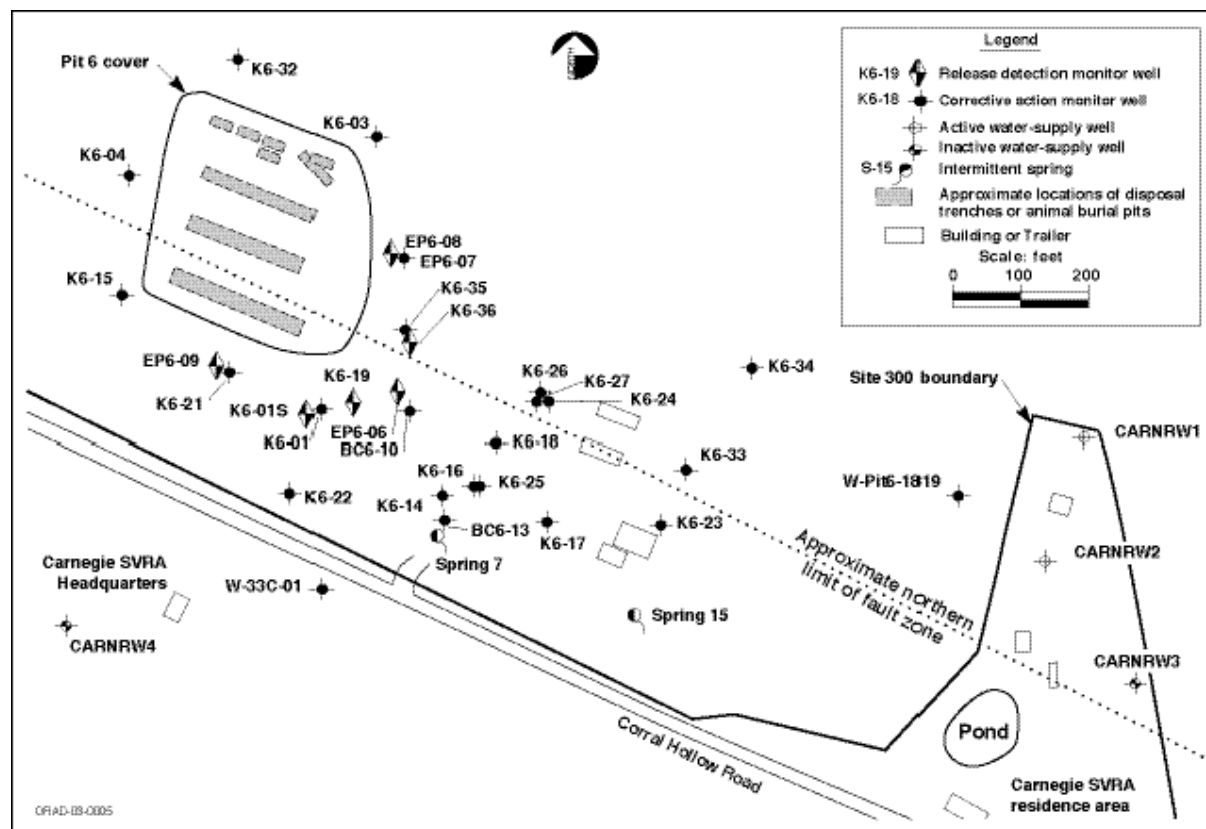 Pit 6 cover
K6-32
K6-03
K6-04
K6-15
EP6-08
EP6-07
K6-35
K6-36
EP6-09
K6-21
K6-19
K6-01S
K6-01
EP6-06
BC6-10
K6-26
K6-27
K6-24
K6-34
K6-18
K6-33
K6-16
K6-25
K6-14
BC6-13
K6-17
K6-23
K6-22
Spring 7
Spring 15
W-33C-01
Carnegie SVRA
Headquarters
CARNRW4
Corral Hollow Road
Approximate northern
limit of fault zone
Site 300 boundary
W-Pit6-1819
CARNRW1
CARNRW2
CARNRW3
Pond
Carnegie SVRA
residence area
Legend
K6-19 Release detection monitor well
K6-18 Corrective action monitor well
Active water-supply well
Inactive water-supply well
S-15 Intermittent spring
Approximate locations of disposal
trenches or animal burial pits
Building or Trailer
Scale: feet
0 100 200